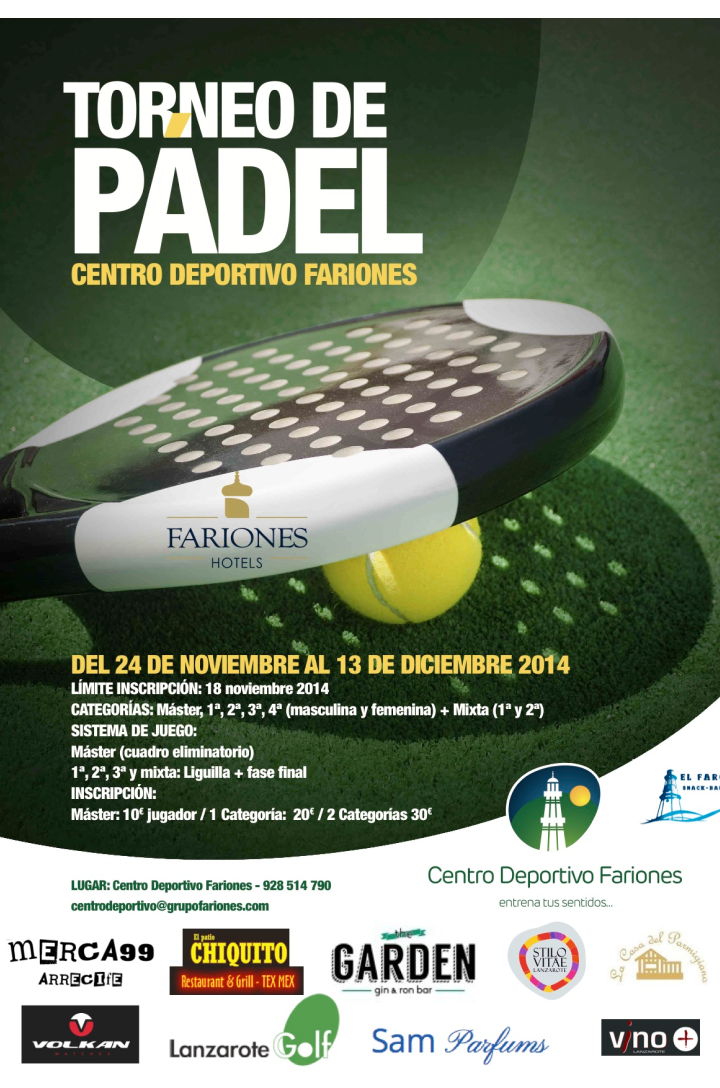 TORNEO DE
PÁDEL
CENTRO DEPORTIVO FARIONES
FARIONES
HOTELS
DEL 24 DE NOVIEMBRE AL 13 DE DICIEMBRE 2014
LÍMITE INSCRIPCIÓN: 18 noviembre 2014
CATEGORÍAS: Máster, 1ª, 2ª, 3ª, 4ª (masculina y femenina) + Mixta (1ª y 2ª)
SISTEMA DE JUEGO:
Máster (cuadro eliminatorio)
1ª, 2ª, 3ª y mixta: Liguilla + fase final
INSCRIPCIÓN:
Máster: 10€ jugador / 1 Categoría: 20€ / 2 Categorías 30€
EL
SNACK-
Centro Deportivo Fariones
entrena tus sentidos...
LUGAR: Centro Deportivo Fariones - 928 514 790
centrodeportivo@grupofariones.com
MERCA99
ARRECIfE
El patio
CHIQUITO
Restaurant & Grill - TEX MEX
the
GARDEN
gin & ron bar
STILO
VITAE
LANZAROTE
La Casa del Parmigiano
VOLKAN
Lanzarote Golf
Sam Parfums
vino +
LANZAROTE